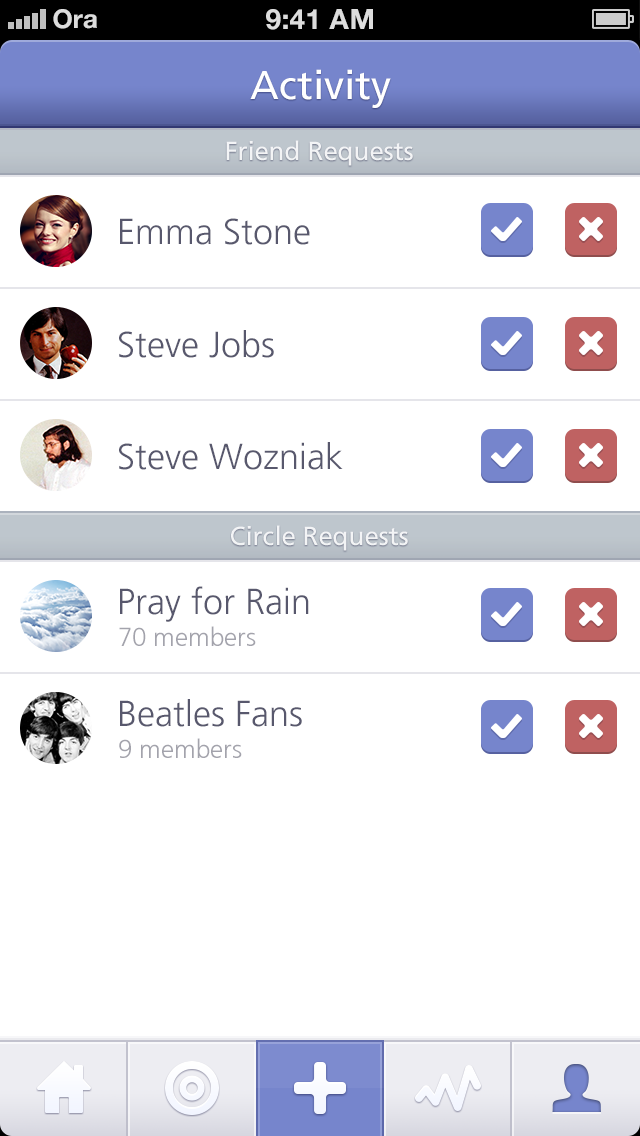 Ora 9:41 AM
Activity
Friend Requests
Emma Stone
Steve Jobs
Steve Wozniak
Circle Requests
Pray for Rain
70 members
Beatles Fans
9 members